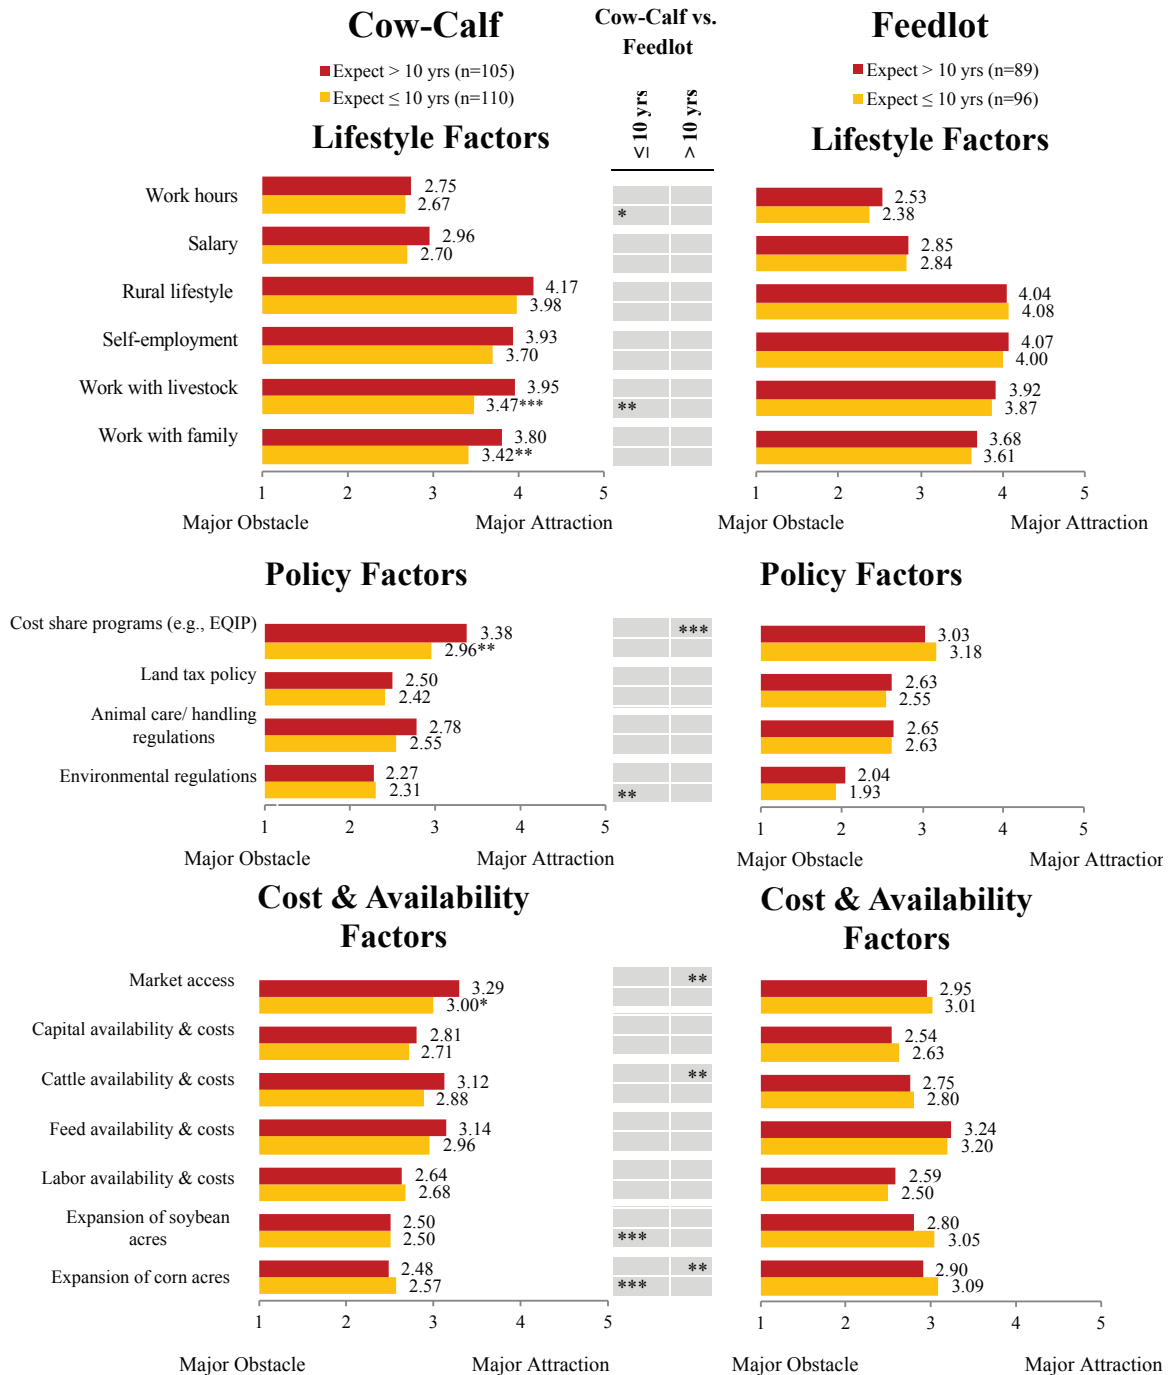 Cow-Calf
Expect > 10 yrs (n=105)
Expect ≤ 10 yrs (n=110)
Cow-Calf vs.
Feedlot
≤ 10 yrs
> 10 yrs
Feedlot
Expect > 10 yrs (n=89)
Expect ≤ 10 yrs (n=96)
Lifestyle Factors
Lifestyle Factors
Work hours
2.75
2.67
*
2.53
2.38
Salary
2.96
2.70
2.85
2.84
Rural lifestyle
4.17
3.98
4.04
4.08
Self-employment
3.93
3.70
4.07
4.00
Work with livestock
3.95
3.47***
**
3.92
3.87
Work with family
3.80
3.42**
3.68
3.61
1 2 3 4 5
1 2 3 4 5
Major Obstacle Major Attraction
Major Obstacle Major Attraction
Policy Factors
Policy Factors
Cost share programs (e.g., EQIP)
3.38
2.96**
***
3.03
3.18
Land tax policy
2.50
2.42
2.63
2.55
Animal care/ handling
regulations
2.78
2.55
2.65
2.63
Environmental regulations
2.27
2.31
**
2.04
1.93
1 2 3 4 5
1 2 3 4 5
Major Obstacle Major Attraction
Major Obstacle Major Attraction
Cost & Availability
Factors
Cost & Availability
Factors
Market access
3.29
3.00*
**
2.95
3.01
Capital availability & costs
2.81
2.71
2.54
2.63
Cattle availability & costs
3.12
2.88
**
2.75
2.80
Feed availability & costs
3.14
2.96
3.24
3.20
Labor availability & costs
2.64
2.68
2.59
2.50
Expansion of soybean
acres
2.50
2.50
***
2.80
3.05
Expansion of corn acres
2.48
2.57
**
***
2.90
3.09
1 2 3 4 5
1 2 3 4 5
Major Obstacle Major Attraction
Major Obstacle Major Attraction